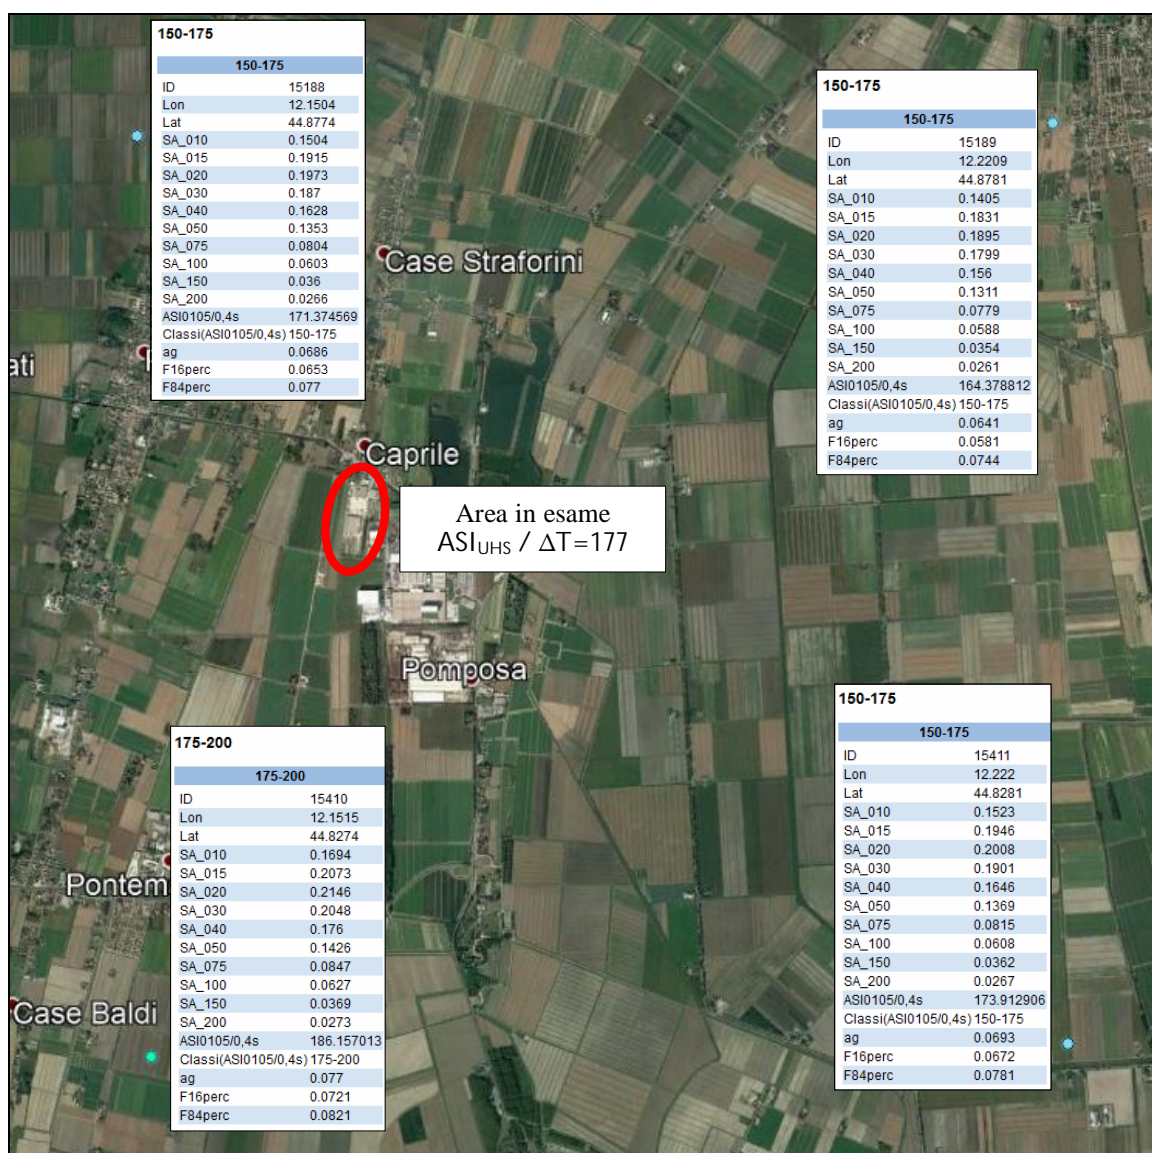 150-175
150-175
ID 15188
Lon 12.1504
Lat 44.8774
SA_010 0.1504
SA_015 0.1915
SA_020 0.1973
SA_030 0.187
SA_040 0.1628
SA_050 0.1353
SA_075 0.0804
SA_100 0.0603
SA_150 0.036
SA_200 0.0266
ASI0105/0,4s 171.374569
Classi(ASI0105/0,4s) 150-175
ag 0.0686
F16perc 0.0653
F84perc 0.077
150-175
150-175
ID 15189
Lon 12.2209
Lat 44.8781
SA_010 0.1405
SA_015 0.1831
SA_020 0.1895
SA_030 0.1799
SA_040 0.156
SA_050 0.1311
SA_075 0.0779
SA_100 0.0588
SA_150 0.0354
SA_200 0.0261
ASI0105/0,4s 164.378812
Classi(ASI0105/0,4s) 150-175
ag 0.0641
F16perc 0.0581
F84perc 0.0744
Case Straforini
ati
Caprile
Area in esame
ASI_UHS / ΔT=177
Pomposa
175-200
175-200
ID 15410
Lon 12.1515
Lat 44.8274
SA_010 0.1694
SA_015 0.2073
SA_020 0.2146
SA_030 0.2048
SA_040 0.176
SA_050 0.1426
SA_075 0.0847
SA_100 0.0627
SA_150 0.0369
SA_200 0.0273
ASI0105/0,4s 186.157013
Classi(ASI0105/0,4s) 175-200
ag 0.077
F16perc 0.0721
F84perc 0.0821
150-175
150-175
ID 15411
Lon 12.222
Lat 44.8281
SA_010 0.1523
SA_015 0.1946
SA_020 0.2008
SA_030 0.1901
SA_040 0.1646
SA_050 0.1369
SA_075 0.0815
SA_100 0.0608
SA_150 0.0362
SA_200 0.0267
ASI0105/0,4s 173.912906
Classi(ASI0105/0,4s) 150-175
ag 0.0693
F16perc 0.0672
F84perc 0.0781
Pontem
Case Baldi